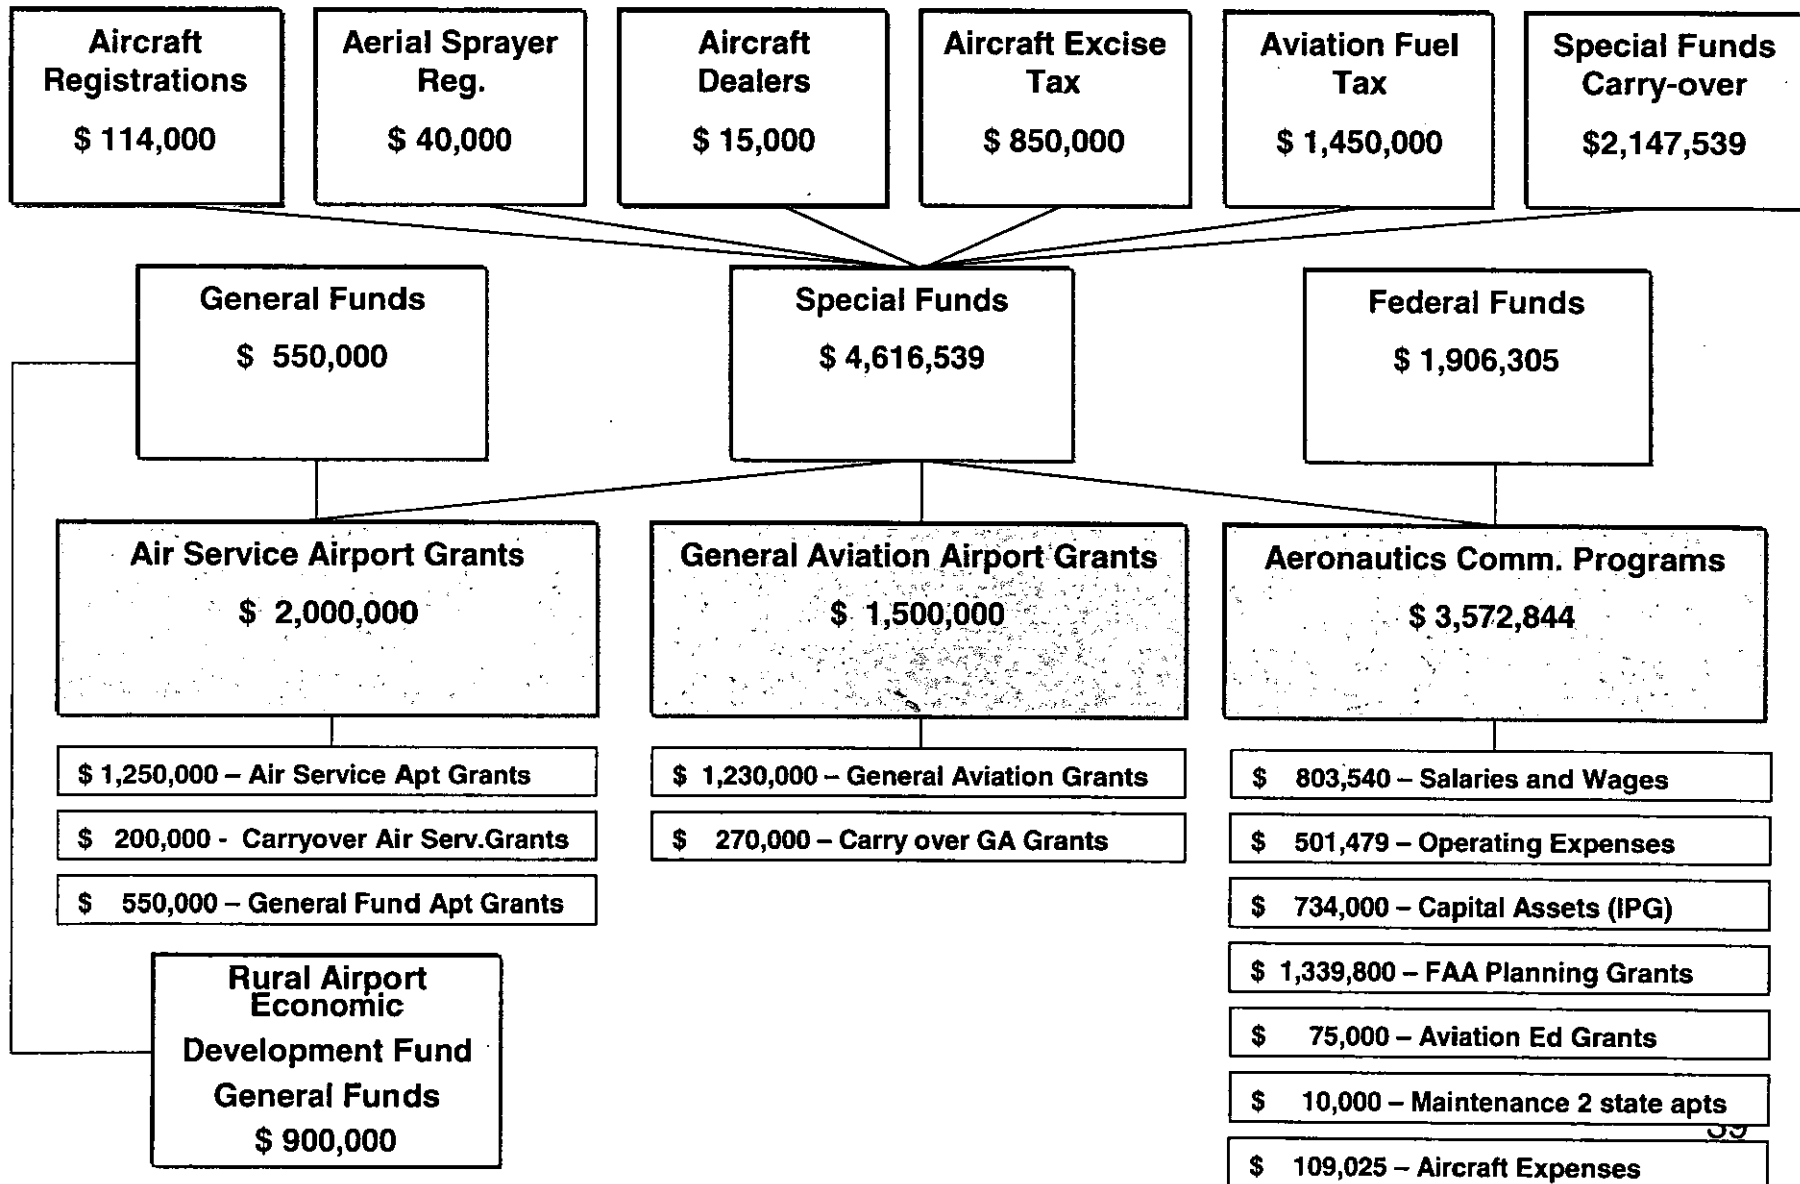 Aircraft
Registrations
$ 114,000
Aerial Sprayer
Reg.
$ 40,000
Aircraft
Dealers
$ 15,000
Aircraft Excise
Tax
$ 850,000
Aviation Fuel
Tax
$ 1,450,000
Special Funds
Carry-over
$2,147,539
General Funds
$ 550,000
Special Funds
$ 4,616,539
Federal Funds
$ 1,906,305
Air Service Airport Grants
$ 2,000,000
General Aviation Airport Grants
$ 1,500,000
Aeronautics Comm. Programs
$ 3,572,844
$ 1,250,000 – Air Service Apt Grants
$ 200,000 - Carryover Air Serv.Grants
$ 550,000 – General Fund Apt Grants
$ 1,230,000 – General Aviation Grants
$ 270,000 – Carry over GA Grants
$ 803,540 – Salaries and Wages
$ 501,479 – Operating Expenses
$ 734,000 – Capital Assets (IPG)
$ 1,339,800 – FAA Planning Grants
$ 75,000 – Aviation Ed Grants
$ 10,000 – Maintenance 2 state apts
$ 109,025 – Aircraft Expenses
Rural Airport
Economic
Development Fund
General Funds
$ 900,000